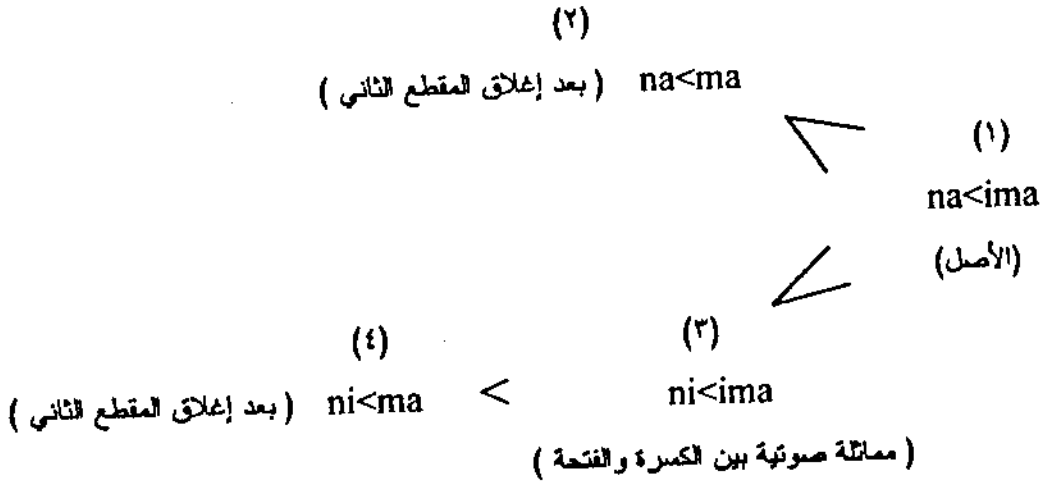 (٢)
na<ma ( بعد إغلاق المقطع الثاني )
(١)
na<ima
(الأصل)
(٣)
ni<ima
( مماثلة صوتية بين الكسرة والفتحة )
<
(٤)
ni<ma ( بعد إغلاق المقطع الثاني )